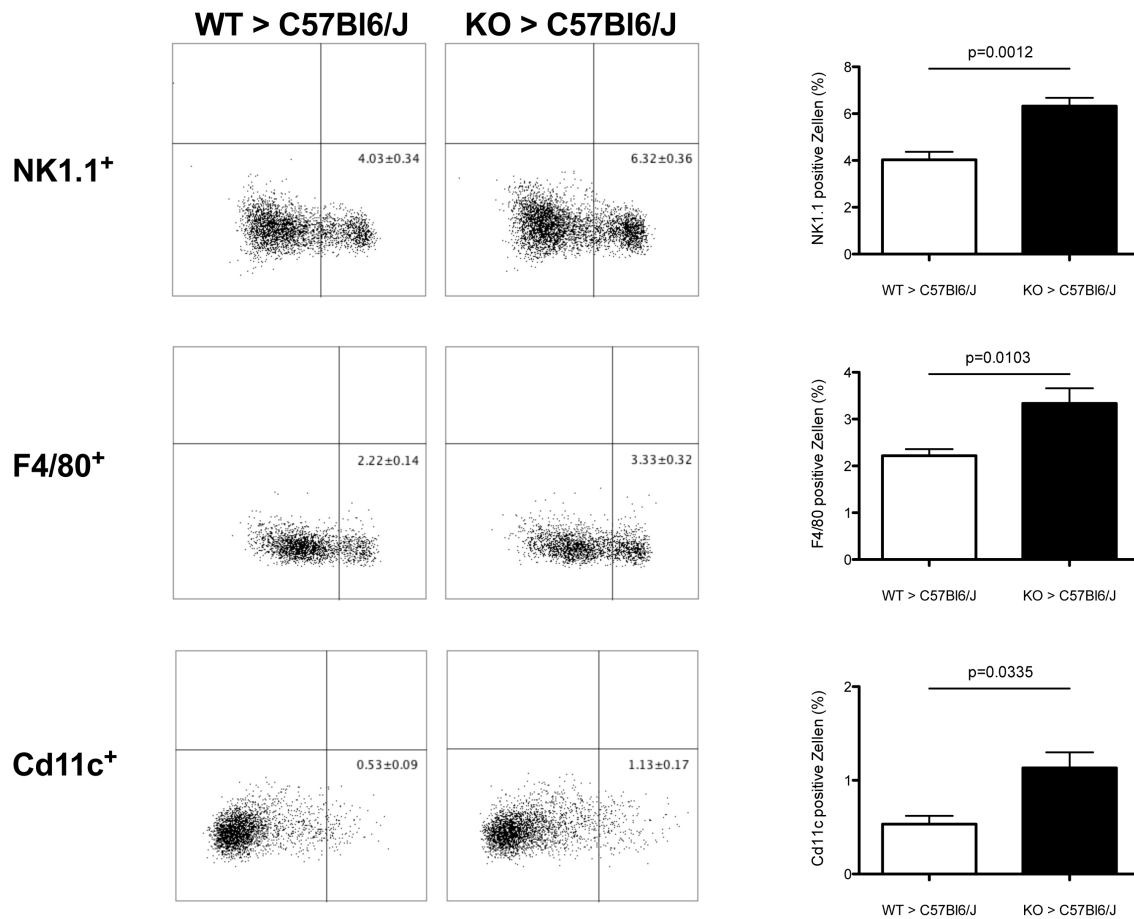 WT > C57Bl6/J
KO > C57Bl6/J
NK1.1+
4.03±0.34
6.32±0.36
p=0.0012
NK1.1 positive Zellen (%)
8
6
4
2
0
WT > C57Bl6/J
KO > C57Bl6/J
F4/80+
2.22±0.14
3.33±0.32
p=0.0103
F4/80 positive Zellen (%)
4
3
2
1
0
WT > C57Bl6/J
KO > C57Bl6/J
Cd11c+
0.53±0.09
1.13±0.17
p=0.0335
Cd11c positive Zellen (%)
2
1
0
WT > C57Bl6/J
KO > C57Bl6/J